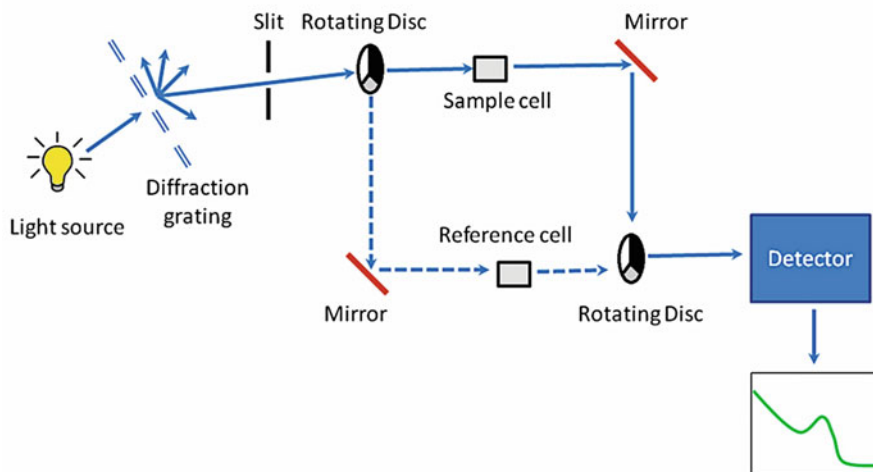 Slit
Rotating Disc
Mirror
Sample cell
Light source
Diffraction
grating
Reference cell
Mirror
Rotating Disc
Detector